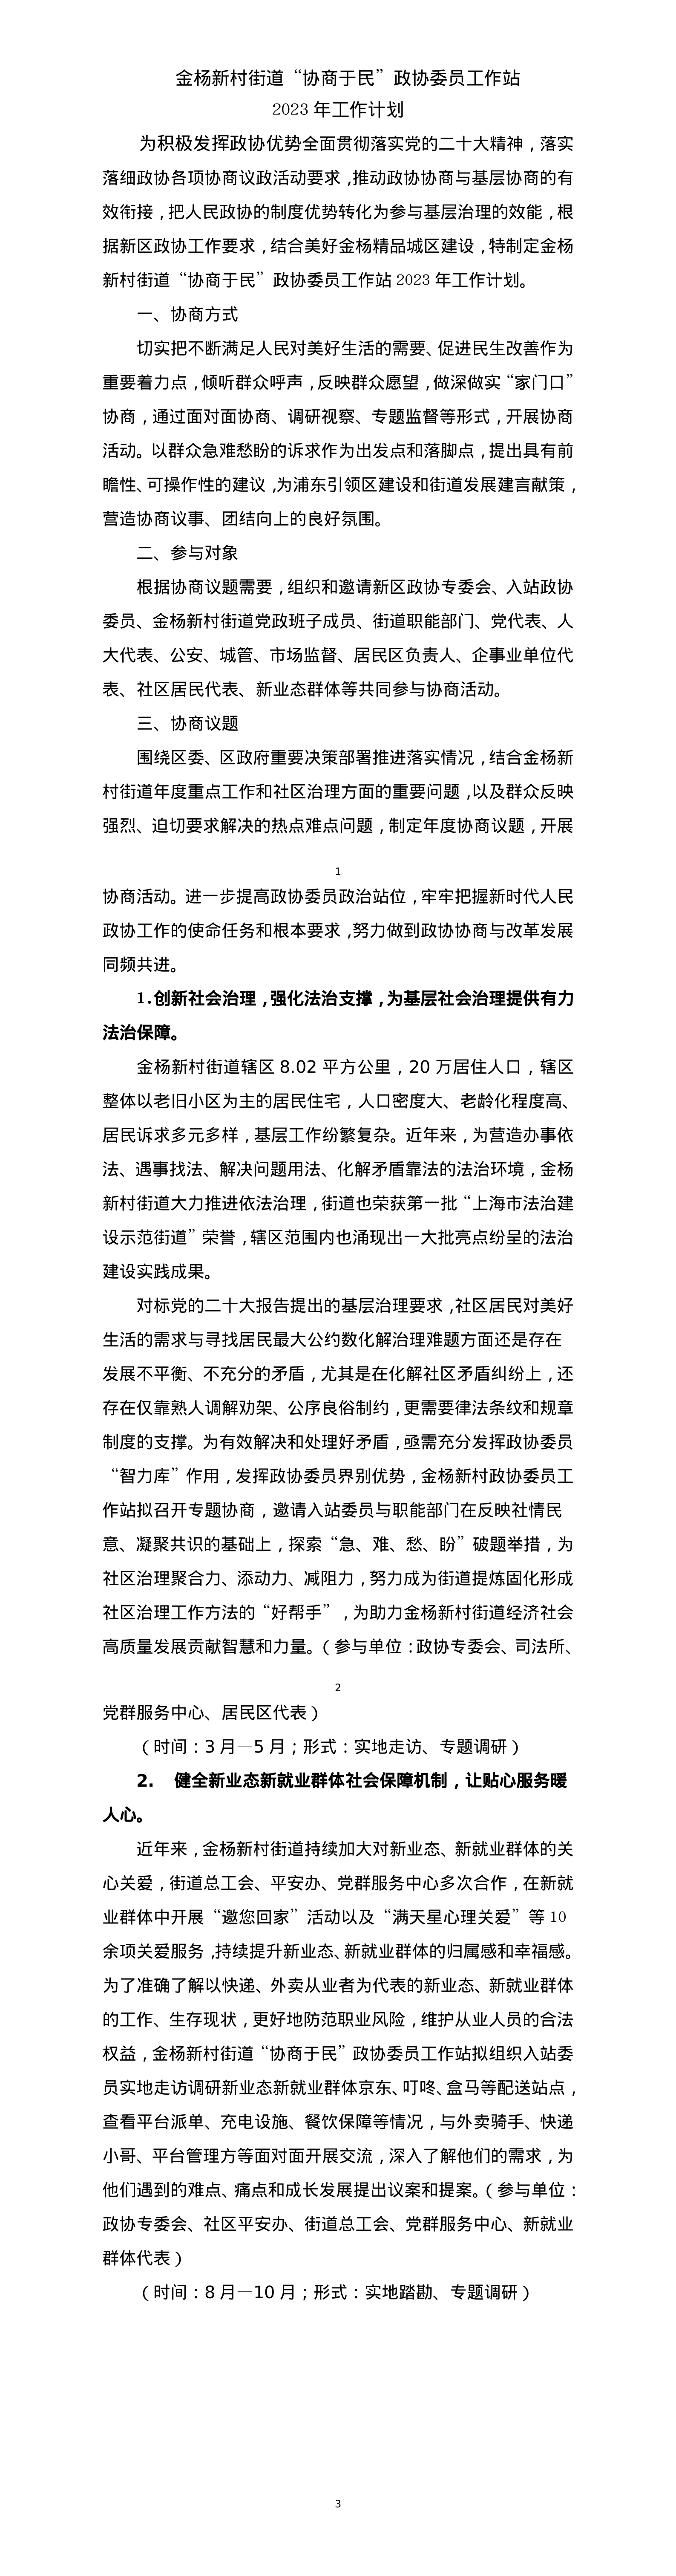 金杨新村街道“协商于民”政协委员工作站
2023 年工作计划
为积极发挥政协优势全面贯彻落实党的二十大精神，落实
落细政协各项协商议政活动要求，推动政协协商与基层协商的有
效衔接，把人民政协的制度优势转化为参与基层治理的效能，根
据新区政协工作要求，结合美好金杨精品城区建设，特制定金杨
新村街道“协商于民”政协委员工作站 2023 年工作计划。
一、协商方式
切实把不断满足人民对美好生活的需要、促进民生改善作为
重要着力点，倾听群众呼声，反映群众愿望，做深做实“家门口”
协商，通过面对面协商、调研视察、专题监督等形式，开展协商
活动。以群众急难愁盼的诉求作为出发点和落脚点，提出具有前
瞻性、可操作性的建议，为浦东引领区建设和街道发展建言献策，
营造协商议事、团结向上的良好氛围。
二、参与对象
根据协商议题需要，组织和邀请新区政协专委会、入站政协
委员、金杨新村街道党政班子成员、街道职能部门、党代表、人
大代表、公安、城管、市场监督、居民区负责人、企事业单位代
表、社区居民代表、新业态群体等共同参与协商活动。
三、协商议题
围绕区委、区政府重要决策部署推进落实情况，结合金杨新
村街道年度重点工作和社区治理方面的重要问题，以及群众反映
强烈、迫切要求解决的热点难点问题，制定年度协商议题，开展
1
协商活动。进一步提高政协委员政治站位，牢牢把握新时代人民
政协工作的使命任务和根本要求，努力做到政协协商与改革发展
同频共进。
1.创新社会治理，强化法治支撑，为基层社会治理提供有力
法治保障。
金杨新村街道辖区 8.02 平方公里，20 万居住人口，辖区
整体以老旧小区为主的居民住宅，人口密度大、老龄化程度高、
居民诉求多元多样，基层工作纷繁复杂。近年来，为营造办事依
法、遇事找法、解决问题用法、化解矛盾靠法的法治环境，金杨
新村街道大力推进依法治理，街道也荣获第一批“上海市法治建
设示范街道”荣誉，辖区范围内也涌现出一大批亮点纷呈的法治
建设实践成果。
对标党的二十大报告提出的基层治理要求，社区居民对美好
生活的需求与寻找居民最大公约数化解治理难题方面还是存在
发展不平衡、不充分的矛盾，尤其是在化解社区矛盾纠纷上，还
存在仅靠熟人调解劝架、公序良俗制约，更需要律法条纹和规章
制度的支撑。为有效解决和处理好矛盾，亟需充分发挥政协委员
“智力库”作用，发挥政协委员界别优势，金杨新村政协委员工
作站拟召开专题协商，邀请入站委员与职能部门在反映社情民
意、凝聚共识的基础上，探索“急、难、愁、盼”破题举措，为
社区治理聚合力、添动力、减阻力，努力成为街道提炼固化形成
社区治理工作方法的“好帮手”，为助力金杨新村街道经济社会
高质量发展贡献智慧和力量。（参与单位：政协专委会、司法所、
2
党群服务中心、居民区代表）
（时间：3 月—5 月；形式：实地走访、专题调研）
2. 健全新业态新就业群体社会保障机制，让贴心服务暖
人心。
近年来，金杨新村街道持续加大对新业态、新就业群体的关
心关爱，街道总工会、平安办、党群服务中心多次合作，在新就
业群体中开展“邀您回家”活动以及“满天星心理关爱”等 10
余项关爱服务，持续提升新业态、新就业群体的归属感和幸福感。
为了准确了解以快递、外卖从业者为代表的新业态、新就业群体
的工作、生存现状，更好地防范职业风险，维护从业人员的合法
权益，金杨新村街道“协商于民”政协委员工作站拟组织入站委
员实地走访调研新业态新就业群体京东、叮咚、盒马等配送站点，
查看平台派单、充电设施、餐饮保障等情况，与外卖骑手、快递
小哥、平台管理方等面对面开展交流，深入了解他们的需求，为
他们遇到的难点、痛点和成长发展提出议案和提案。（参与单位：
政协专委会、社区平安办、街道总工会、党群服务中心、新就业
群体代表）
（时间：8 月—10 月；形式：实地踏勘、专题调研）
3